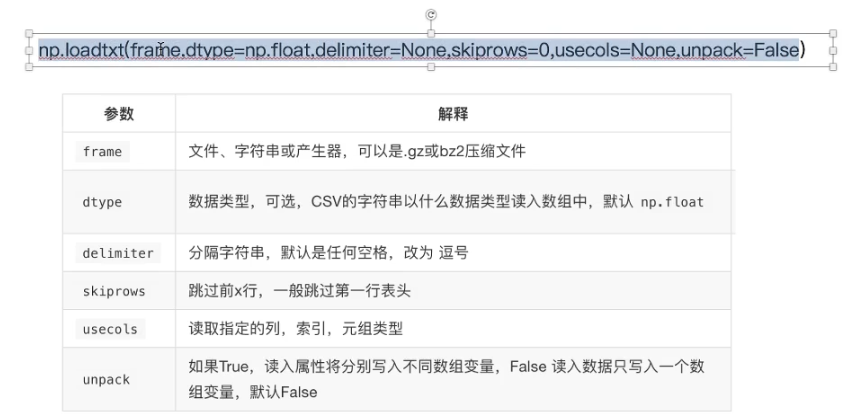 np.loadtxt(frame,dtype=np.float,delimiter=None,skiprows=0,usecols=None,unpack=False)
参数 解释
frame 文件、字符串或产生器，可以是.gz或bz2压缩文件
dtype 数据类型，可选，CSV的字符串以什么数据类型读入数组中，默认 np.float
delimiter 分隔字符串，默认是任何空格，改为 逗号
skiprows 跳过前x行，一般跳过第一行表头
usecols 读取指定的列，索引，元组类型
unpack 如果True，读入属性将分别写入不同数组变量，False 读入数据只写入一个数
组变量，默认False